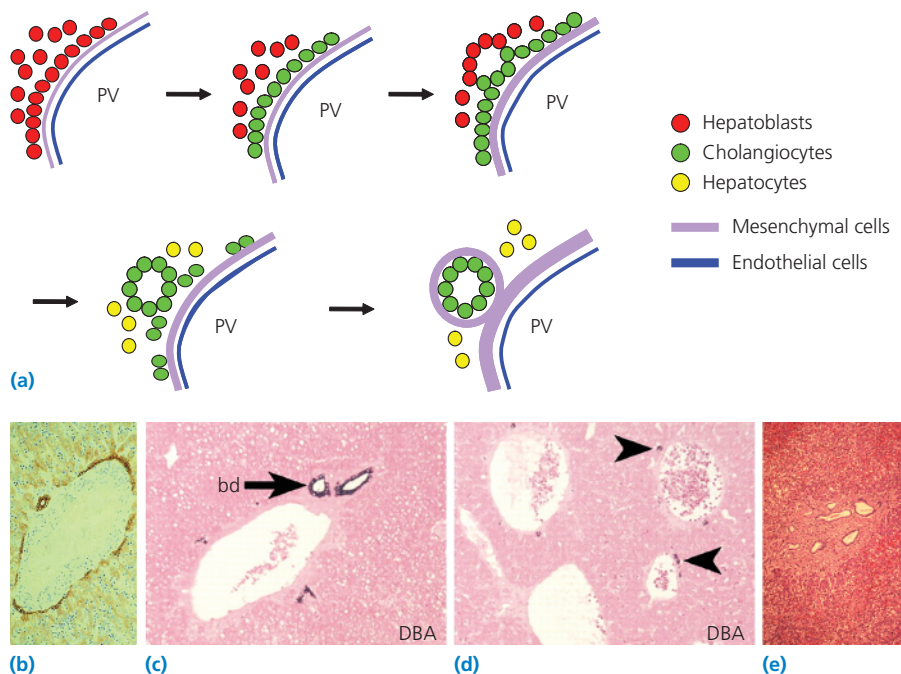 PV
PV
PV
Hepatoblasts
Cholangiocytes
Hepatocytes
Mesenchymal cells
Endothelial cells
PV
PV
(a)
bd
DBA
DBA
(b)
(c)
(d)
(e)